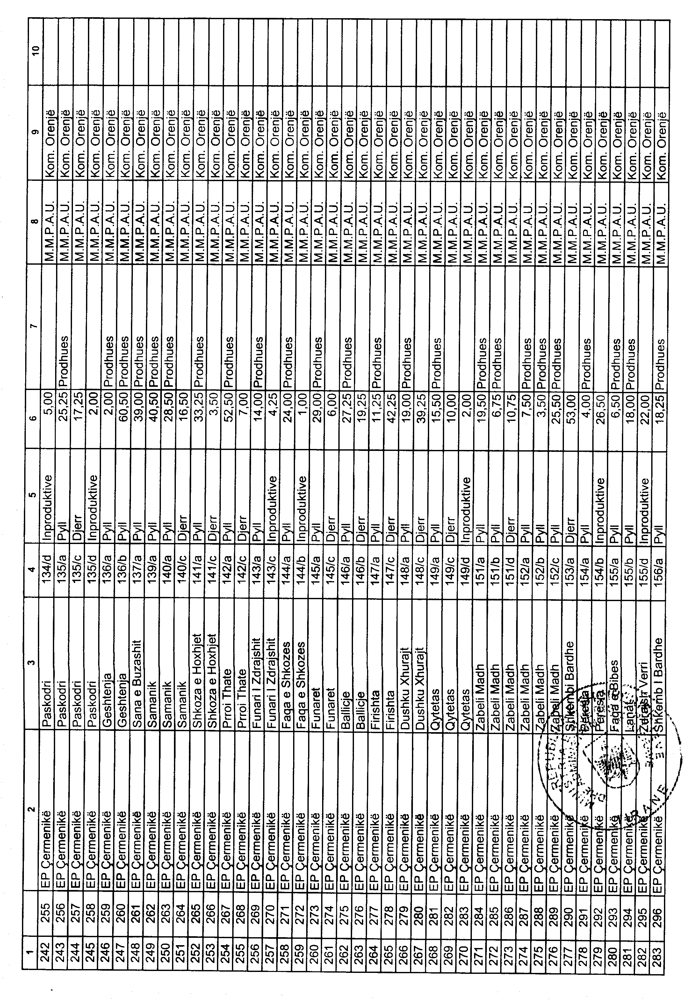 1 2 3 4 5 6 7 8 9 10
242 255 EP Çermenikë Paskodri 134/d Inproduktive 5,00 M.M.P.A.U. Kom. Orenjë
243 256 EP Çermenikë Paskodri 135/a Pyll 25,25 Prodhues M.M.P.A.U. Kom. Orenjë
244 257 EP Çermenikë Paskodri 135/c Djerr 17,25 M.M.P.A.U. Kom. Orenjë
245 258 EP Çermenikë Paskodri 135/d Inproduktive 2,00 M.M.P.A.U. Kom. Orenjë
246 259 EP Çermenikë Geshtenja 136/a Pyll 2,00 Prodhues M.M.P.A.U. Kom. Orenjë
247 260 EP Çermenikë Geshtenja 136/b Pyll 60,50 Prodhues M.M.P.A.U. Kom. Orenjë
248 261 EP Çermenikë Sana e Buzashit 137/a Pyll 39,00 Prodhues M.M.P.A.U. Kom. Orenjë
249 262 EP Çermenikë Samanik 139/a Pyll 40,50 Prodhues M.M.P.A.U. Kom. Orenjë
250 263 EP Çermenikë Samanik 140/a Pyll 28,50 Prodhues M.M.P.A.U. Kom. Orenjë
251 264 EP Çermenikë Samanik 140/c Djerr 16,50 M.M.P.A.U. Kom. Orenjë
252 265 EP Çermenikë Shkoza e Hoxhjet 141/a Pyll 33,25 Prodhues M.M.P.A.U. Kom. Orenjë
253 266 EP Çermenikë Shkoza e Hoxhjet 141/c Djerr 3,50 M.M.P.A.U. Kom. Orenjë
254 267 EP Çermenikë Prroi Thate 142/a Pyll 52,50 Prodhues M.M.P.A.U. Kom. Orenjë
255 268 EP Çermenikë Prroi Thate 142/c Djerr 7,00 M.M.P.A.U. Kom. Orenjë
256 269 EP Çermenikë Funari I Zdrajshit 143/a Pyll 14,00 Prodhues M.M.P.A.U. Kom. Orenjë
257 270 EP Çermenikë Funari I Zdrajshit 143/c Inproduktive 4,25 M.M.P.A.U. Kom. Orenjë
258 271 EP Çermenikë Faqa e Shkozes 144/a Pyll 24,00 Prodhues M.M.P.A.U. Kom. Orenjë
259 272 EP Çermenikë Faqa e Shkozes 144/b Inproduktive 1,00 M.M.P.A.U. Kom. Orenjë
260 273 EP Çermenikë Funaret 145/a Pyll 29,00 Prodhues M.M.P.A.U. Kom. Orenjë
261 274 EP Çermenikë Funaret 145/c Djerr 6,00 M.M.P.A.U. Kom. Orenjë
262 275 EP Çermenikë Ballicje 146/a Pyll 27,25 Prodhues M.M.P.A.U. Kom. Orenjë
263 276 EP Çermenikë Ballicje 146/b Djerr 19,25 M.M.P.A.U. Kom. Orenjë
264 277 EP Çermenikë Firishta 147/a Pyll 11,25 Prodhues M.M.P.A.U. Kom. Orenjë
265 278 EP Çermenikë Firishta 147/c Djerr 42,25 M.M.P.A.U. Kom. Orenjë
266 279 EP Çermenikë Dushku Xhurajt 148/a Pyll 19,00 Prodhues M.M.P.A.U. Kom. Orenjë
267 280 EP Çermenikë Dushku Xhurajt 148/c Djerr 39,25 M.M.P.A.U. Kom. Orenjë
268 281 EP Çermenikë Qytetas 149/a Pyll 15,50 Prodhues M.M.P.A.U. Kom. Orenjë
269 282 EP Çermenikë Qytetas 149/c Djerr 10,00 M.M.P.A.U. Kom. Orenjë
270 283 EP Çermenikë Qytetas 149/d Inproduktive 2,00 M.M.P.A.U. Kom. Orenjë
271 284 EP Çermenikë Zabeli Madh 151/a Pyll 19,50 Prodhues M.M.P.A.U. Kom. Orenjë
272 285 EP Çermenikë Zabeli Madh 151/b Pyll 6,75 Prodhues M.M.P.A.U. Kom. Orenjë
273 286 EP Çermenikë Zabeli Madh 151/d Djerr 10,75 M.M.P.A.U. Kom. Orenjë
274 287 EP Çermenikë Zabeli Madh 152/a Pyll 7,50 Prodhues M.M.P.A.U. Kom. Orenjë
275 288 EP Çermenikë Zabeli Madh 152/b Pyll 3,50 Prodhues M.M.P.A.U. Kom. Orenjë
276 289 EP Çermenikë Zabeli Madh 152/c Pyll 25,50 Prodhues M.M.P.A.U. Kom. Orenjë
277 290 EP Çermenikë Shkembi Bardhe 153/a Djerr 53,00 M.M.P.A.U. Kom. Orenjë
278 291 EP Çermenikë Peresia 154/a Pyll 4,00 Prodhues M.M.P.A.U. Kom. Orenjë
279 292 EP Çermenikë Peresia 154/b Inproduktive 26,50 M.M.P.A.U. Kom. Orenjë
280 293 EP Çermenikë Faqa e Bibes 155/a Pyll 6,50 Prodhues M.M.P.A.U. Kom. Orenjë
281 294 EP Çermenikë Lanat 155/b Pyll 18,00 Prodhues M.M.P.A.U. Kom. Orenjë
282 295 EP Çermenikë Zdrajsh Verri 155/d Inproduktive 22,00 M.M.P.A.U. Kom. Orenjë
283 296 EP Çermenikë Shkemb I Bardhe 156/a Pyll 18,25 Prodhues M.M.P.A.U. Kom. Orenjë
TIRANE